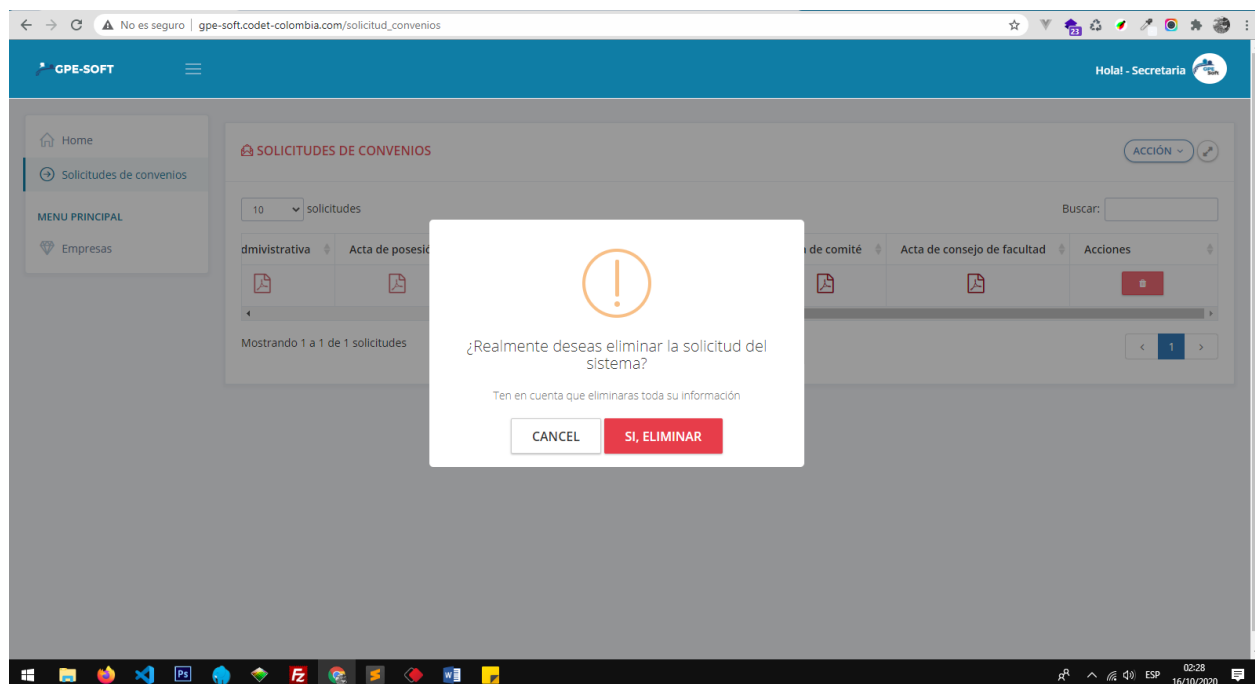 No es seguro | gpe-soft.codet-colombia.com/solicitud_convenios
23
GPE-SOFT
Hola! - Secretaria
Home
Solicitudes de convenios
MENU PRINCIPAL
Empresas
SOLICITUDES DE CONVENIOS
ACCIÓN
10 solicitudes
Buscar:
dmivistrativa Acta de posesió de comité Acta de consejo de facultad Acciones
Mostrando 1 a 1 de 1 solicitudes
1
¿Realmente deseas eliminar la solicitud del
sistema?
Ten en cuenta que eliminaras toda su información
CANCEL
SI, ELIMINAR
Ps
ESP
02:28
16/10/2020